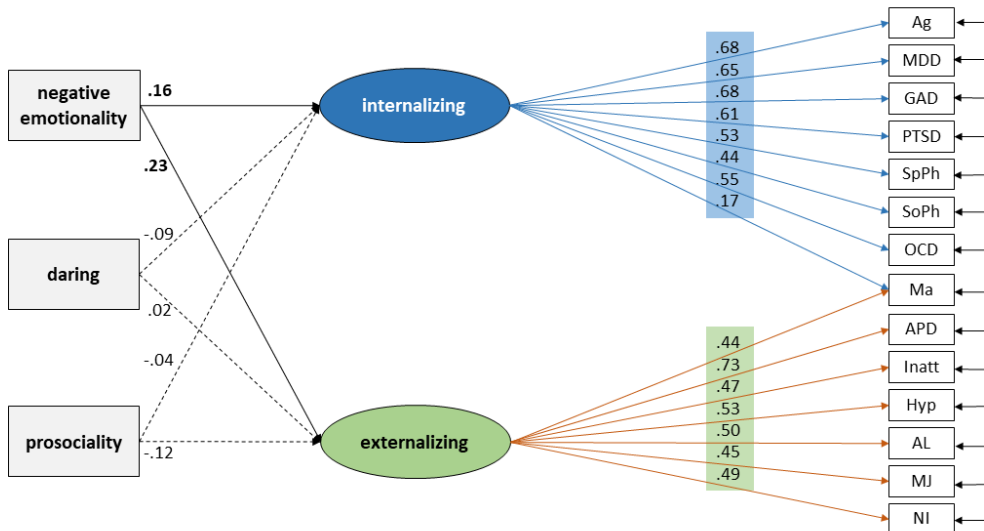 negative
emotionality
daring
prosociality
.16
.23
-.09
.02
-.04
-.12
internalizing
externalizing
.68
.65
.68
.61
.53
.44
.55
.17
.44
.73
.47
.53
.50
.45
.49
Ag
MDD
GAD
PTSD
SpPh
SoPh
OCD
Ma
APD
Inatt
Hyp
AL
MJ
NI